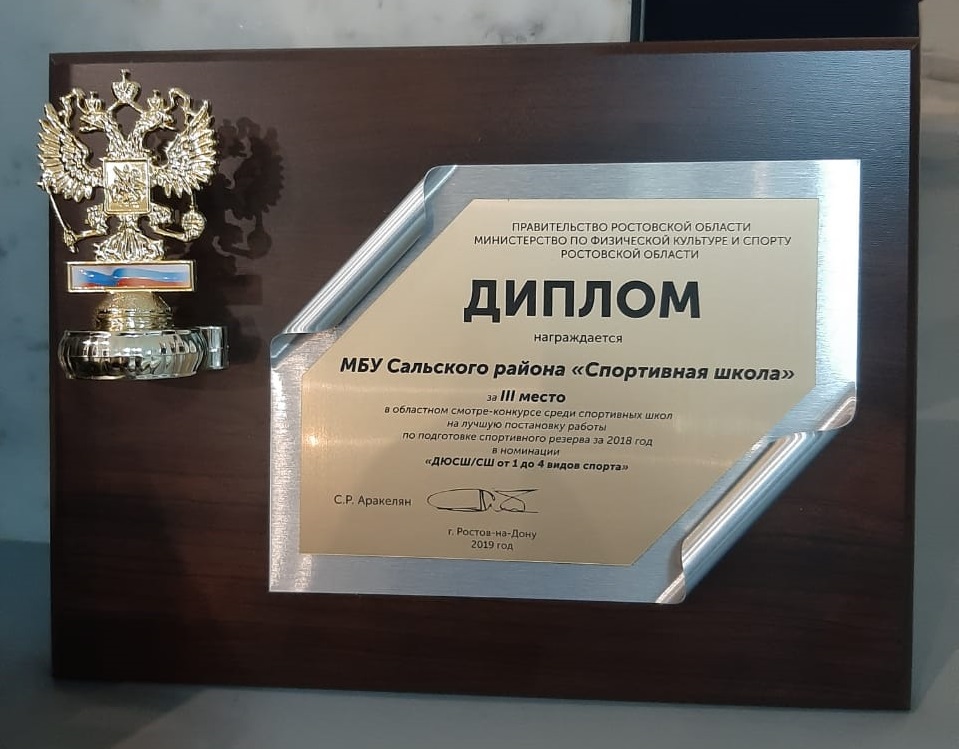 ПРАВИТЕЛЬСТВО РОСТОВСКОЙ ОБЛАСТИ
МИНИСТЕРСТВО ПО ФИЗИЧЕСКОЙ КУЛЬТУРЕ И СПОРТУ
РОСТОВСКОЙ ОБЛАСТИ
ДИПЛОМ
награждается
МБУ Сальского района «Спортивная школа»
за III место
в областном смотре-конкурсе среди спортивных школ
на лучшую постановку работы
по подготовке спортивного резерва за 2018 год
в номинации
«ДЮСШ/СШ от 1 до 4 видов спорта»
С.Р. Аракелян
г. Ростов-на-Дону
2019 год